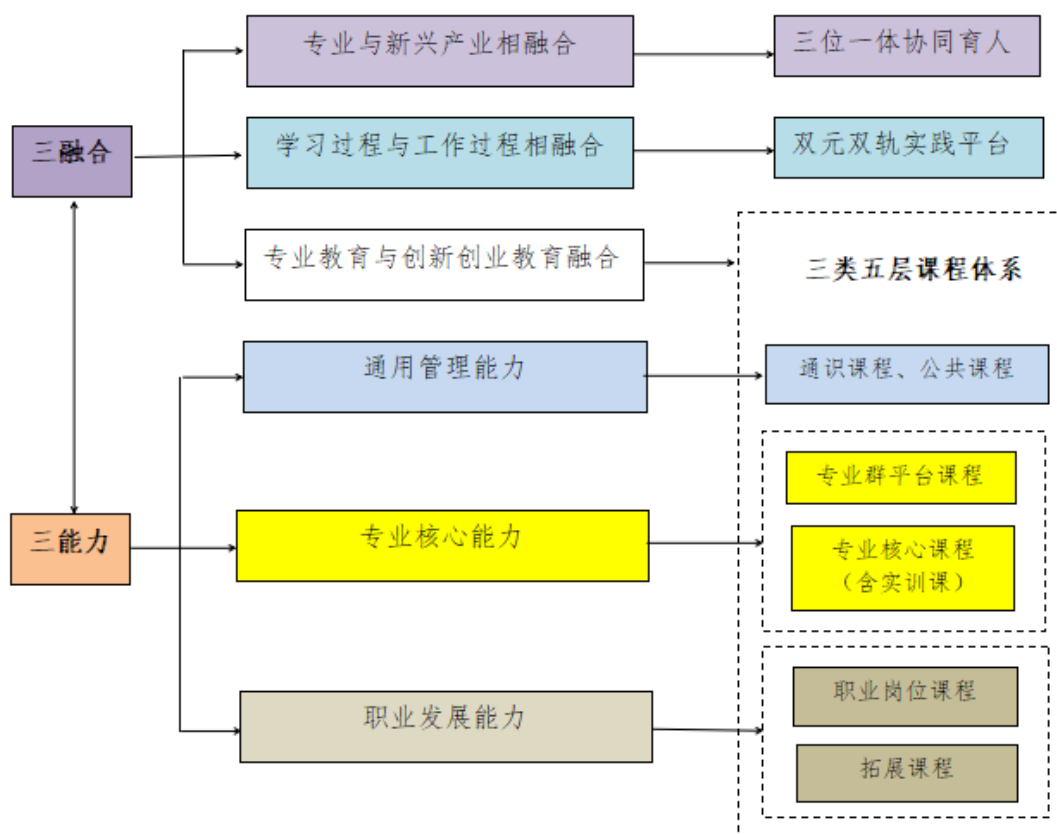 专业与新兴产业相融合
三位一体协同育人
三融合
学习过程与工作过程相融合
双元双轨实践平台
专业教育与创新创业教育融合
三类五层课程体系
通用管理能力
通识课程、公共课程
专业群平台课程
三能力
专业核心能力
专业核心课程
（含实训课）
职业发展能力
职业岗位课程
拓展课程